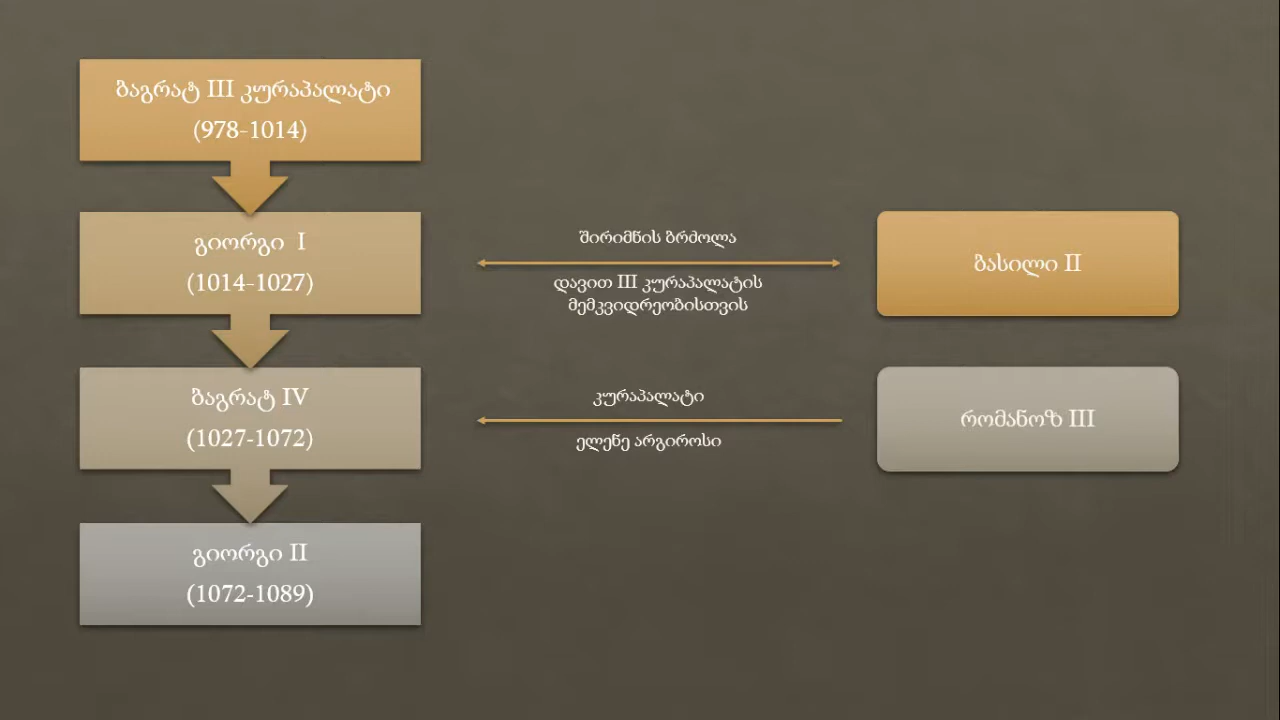 ბაგრატ III კურაპალატი
(978-1014)
გიორგი I
(1014-1027)
შირიმნის ბრძოლა
დავით III კურაპალატის
მემკვიდრეობისთვის
ბასილი II
ბაგრატ IV
(1027-1072)
კურაპალატი
ელენე არგიროსი
რომანოზ III
გიორგი II
(1072-1089)